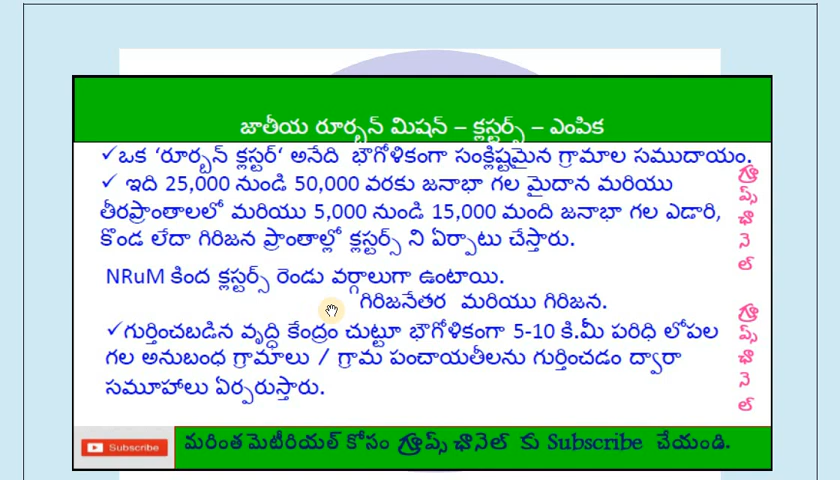 జాతీయ రూర్బన్ మిషన్ – క్లస్టర్స్ – ఎంపిక
✓ఒక ‘రూర్బన్ క్లస్టర్’ అనేది భౌగోళికంగా సంక్లిష్టమైన గ్రామాల సముదాయం.
✓ ఇది 25,000 నుండి 50,000 వరకు జనాభా గల మైదాన మరియు
తీరప్రాంతాలలో మరియు 5,000 నుండి 15,000 మంది జనాభా గల ఎడారి,
కొండ లేదా గిరిజన ప్రాంతాల్లో క్లస్టర్స్ ని ఏర్పాటు చేస్తారు.
NRuM కింద క్లస్టర్స్ రెండు వర్గాలుగా ఉంటాయి.
గిరిజనేతర మరియు గిరిజన.
✓గుర్తించబడిన వృద్ధి కేంద్రం చుట్టూ భౌగోళికంగా 5-10 కి.మీ పరిధి లోపల
గల అనుబంధ గ్రామాలు / గ్రామ పంచాయతీలను గుర్తించడం ద్వారా
సమూహాలు ఏర్పరుస్తారు.
గ్రూప్స్ ఛానెల్
గ్రూప్స్ ఛానెల్
Subscribe
మరింత మెటీరియల్ కోసం గ్రూప్స్ ఛానెల్ కు Subscribe చేయండి.